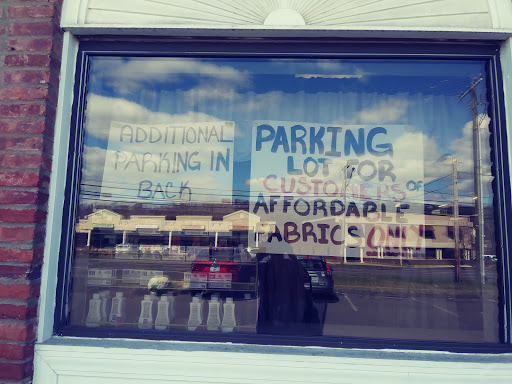 ADDITIONAL
PARKING IN
BACK
PARKING
LOT FOR
CUSTOMERS OF
AFFORDABLE
FABRICS ONLY